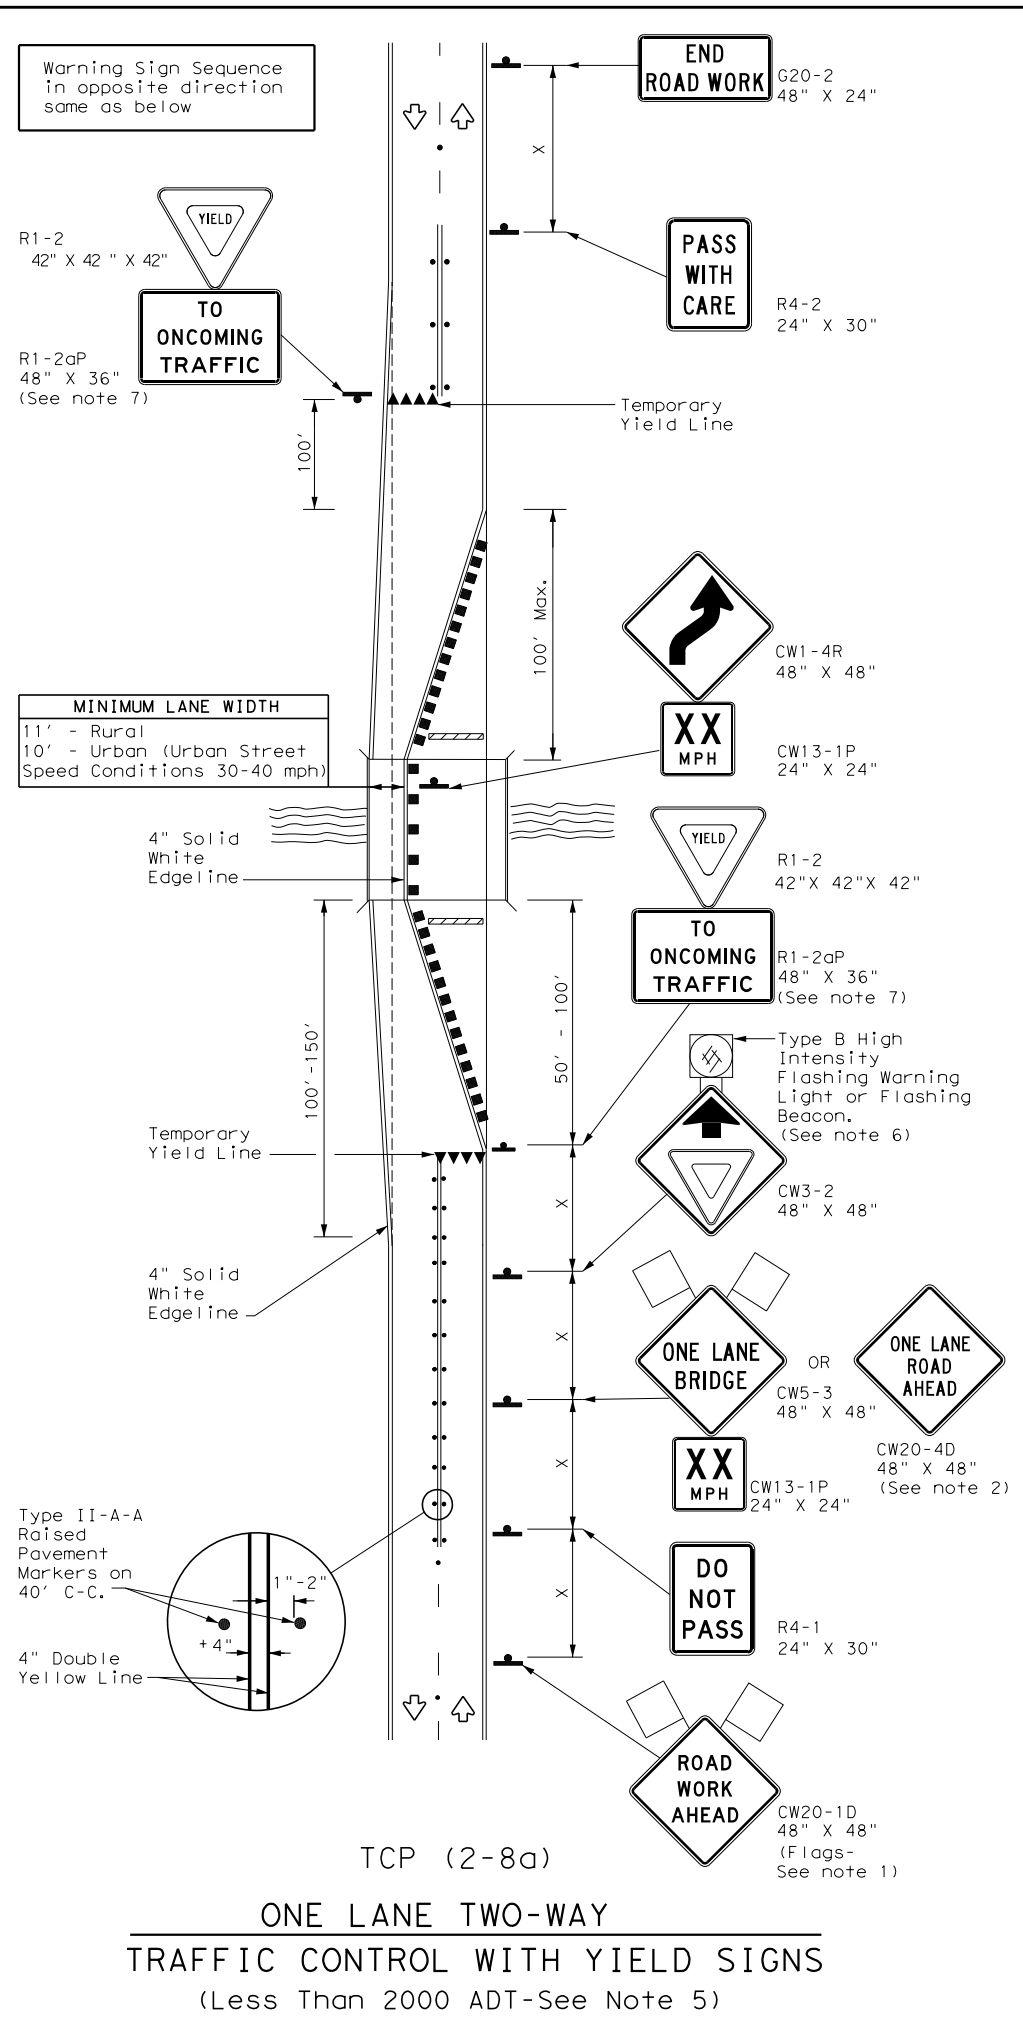 Warning Sign Sequence
in opposite direction
same as below
END
ROAD WORK
G20-2
48" X 24"
X
YIELD
R1-2
42" X 42 " X 42"
TO
ONCOMING
TRAFFIC
R1-2aP
48" X 36"
(See note 7)
PASS
WITH
CARE
R4-2
24" X 30"
Temporary
Yield Line
100'
100' Max.
CW1-4R
48" X 48"
XX
MPH
CW13-1P
24" X 24"
MINIMUM LANE WIDTH
11' - Rural
10' - Urban (Urban Street
Speed Conditions 30-40 mph)
4" Solid
White
Edgeline
YIELD
R1-2
42"X 42"X 42"
TO
ONCOMING
TRAFFIC
R1-2aP
48" X 36"
(See note 7)
50' - 100'
100'-150'
Type B High
Intensity
Flashing Warning
Light or Flashing
Beacon.
(See note 6)
Temporary
Yield Line
X
CW3-2
48" X 48"
4" Solid
White
Edgeline
X
ONE LANE
BRIDGE
OR
CW5-3
48" X 48"
ONE LANE
ROAD
AHEAD
CW20-4D
48" X 48"
(See note 2)
X
XX
MPH
CW13-1P
24" X 24"
Type II-A-A
Raised
Pavement
Markers on
40' C-C.
1"-2"
+4"
4" Double
Yellow Line
X
DO
NOT
PASS
R4-1
24" X 30"
ROAD
WORK
AHEAD
CW20-1D
48" X 48"
(Flags-
See note 1)
TCP (2-8a)
ONE LANE TWO-WAY
TRAFFIC CONTROL WITH YIELD SIGNS
(Less Than 2000 ADT-See Note 5)